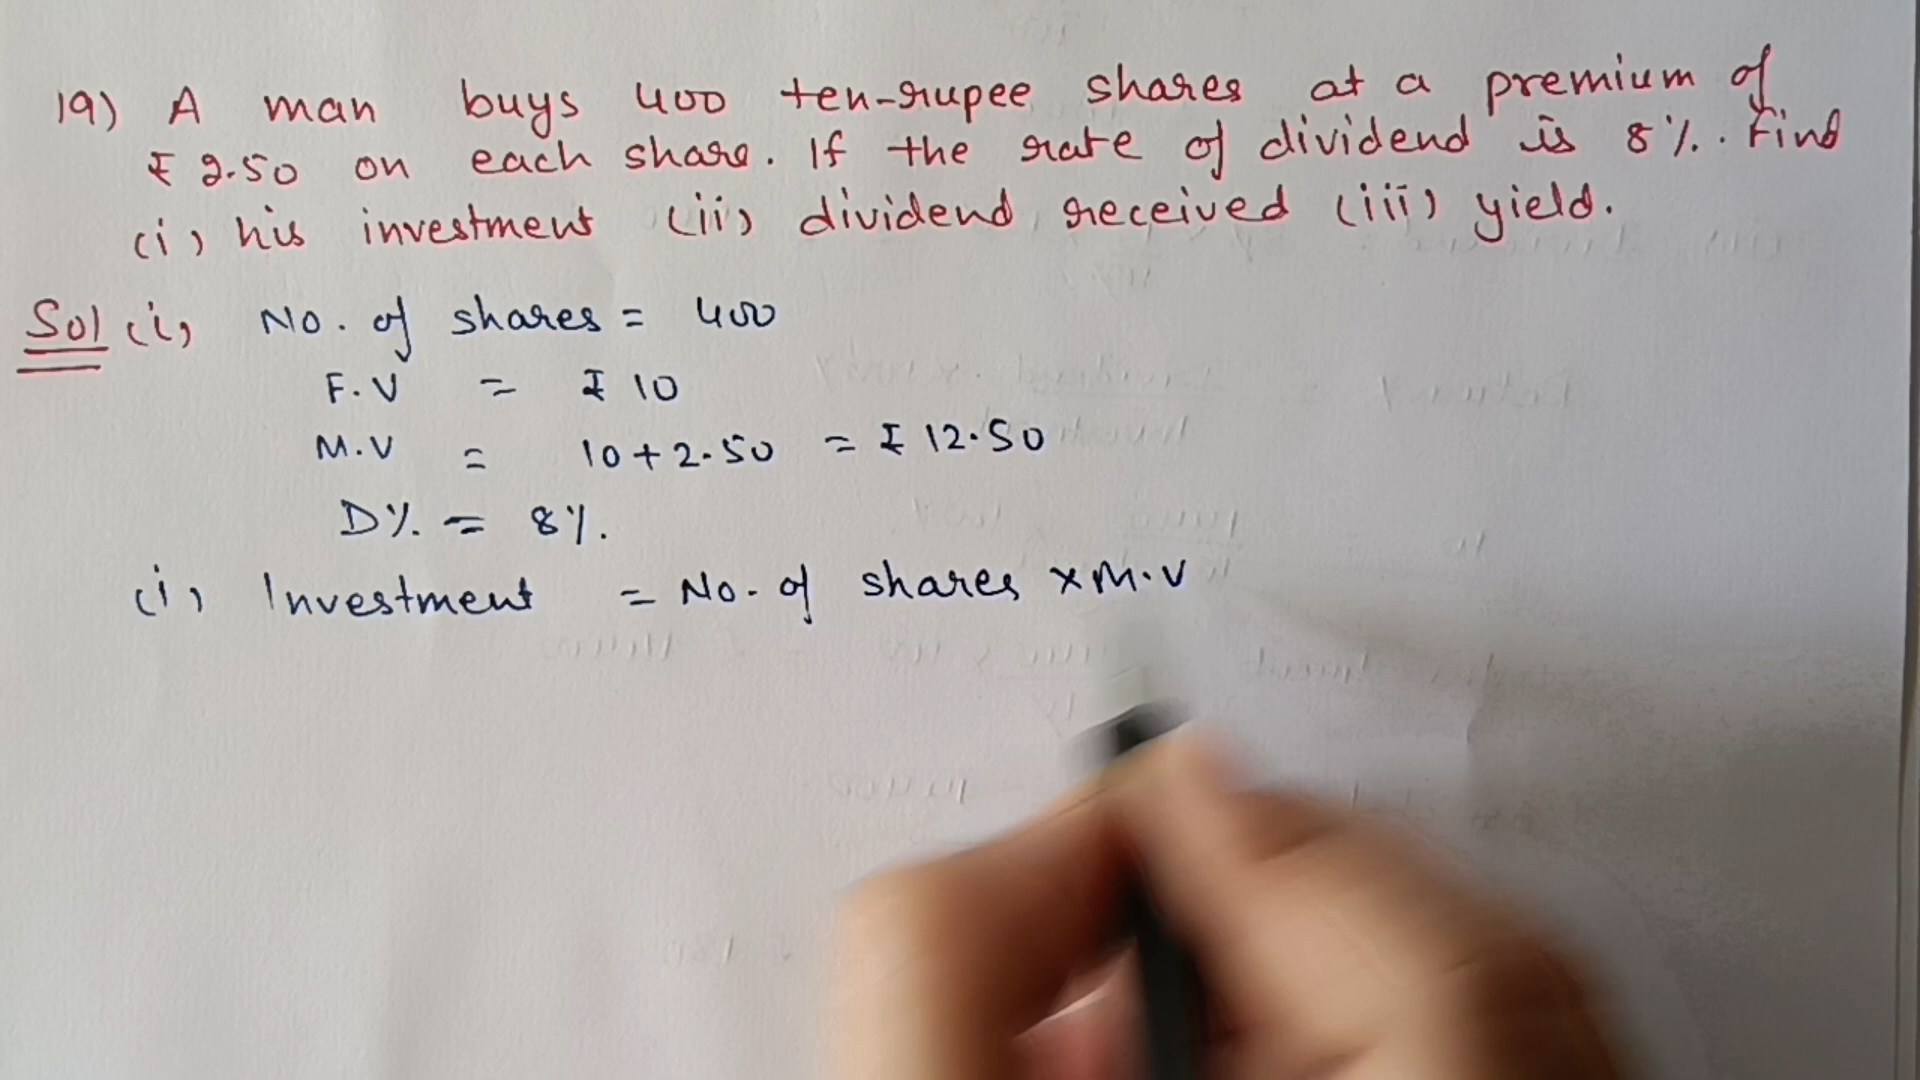 19) A man buys 400 ten-rupee shares at a premium of
₹ 2.50 on each share. If the rate of dividend is 8%. Find
(i) his investment (ii) dividend received (iii) yield.
Sol (i) No. of shares = 400
F.V = ₹ 10
M.V = 10 + 2.50 = ₹ 12.50
D% = 8%.
(i) Investment = No. of shares x M.V